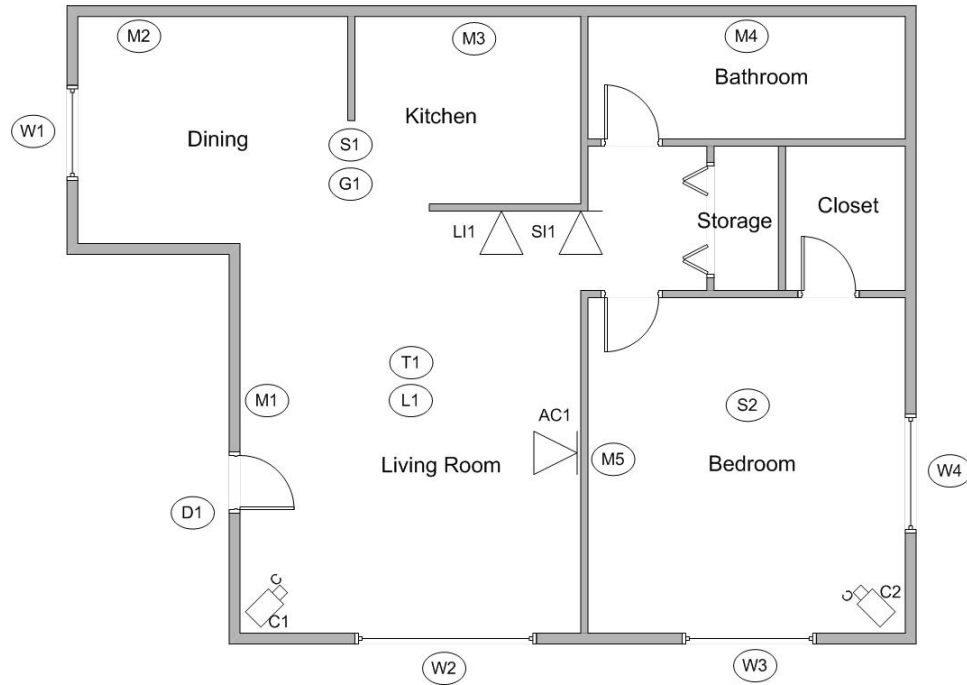 M2
M3
M4
Bathroom
W1
Dining
Kitchen
S1
G1
LI1
SI1
Storage
Closet
T1
M1
L1
AC1
S2
Living Room
M5
Bedroom
W4
D1
C1
C2
W2
W3